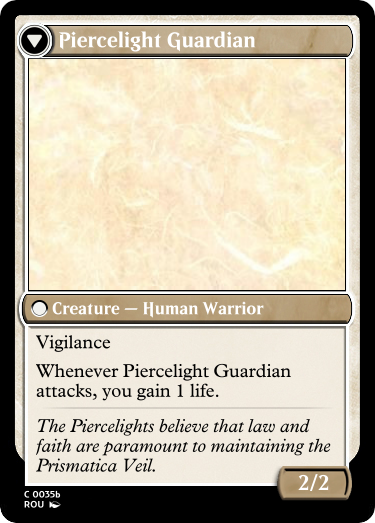 Piercelight Guardian
Creature — Human Warrior
Vigilance
Whenever Piercelight Guardian
attacks, you gain 1 life.
The Piercelights believe that law and
faith are paramount to maintaining the
Prismatica Veil.
2/2
C 0035b
ROU